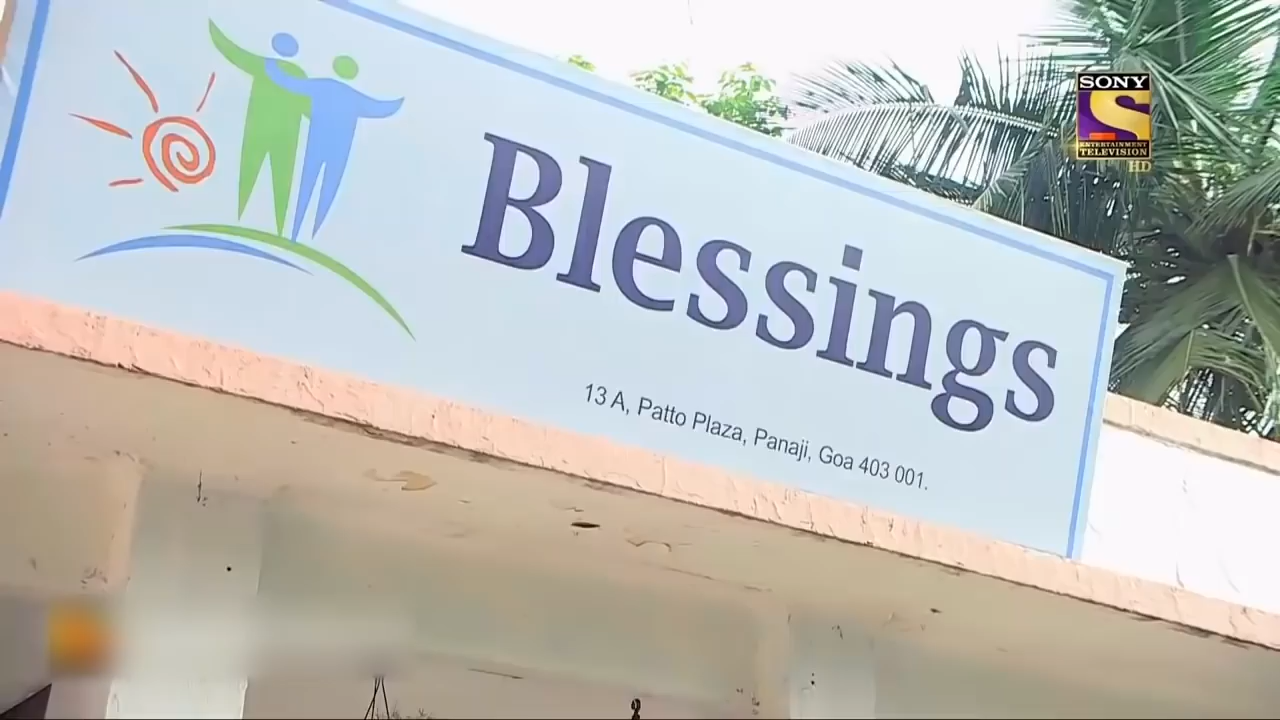 Blessings
13 A, Patto Plaza, Panaji, Goa 403 001.
SONY
S
ENTERTAINMENT
TELEVISION
HD